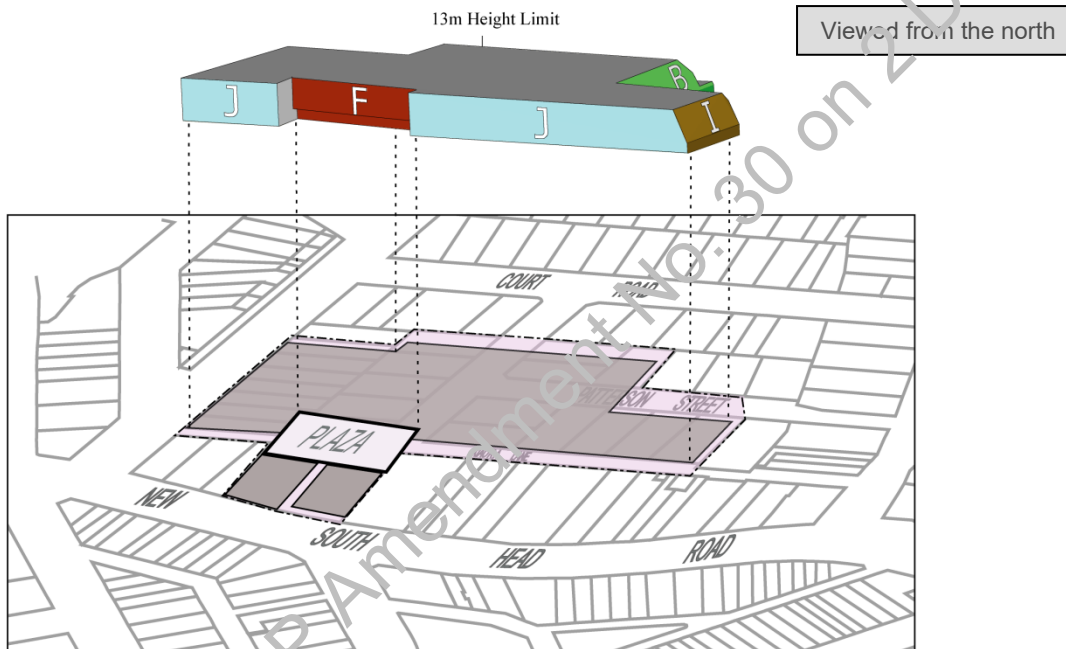 13m Height Limit
Viewed from the north
B
J
F
J
I
COURT ROAD
STREET
PLAZA
NEW SOUTH HEAD ROAD
P Amendment No. 30 on 2 D